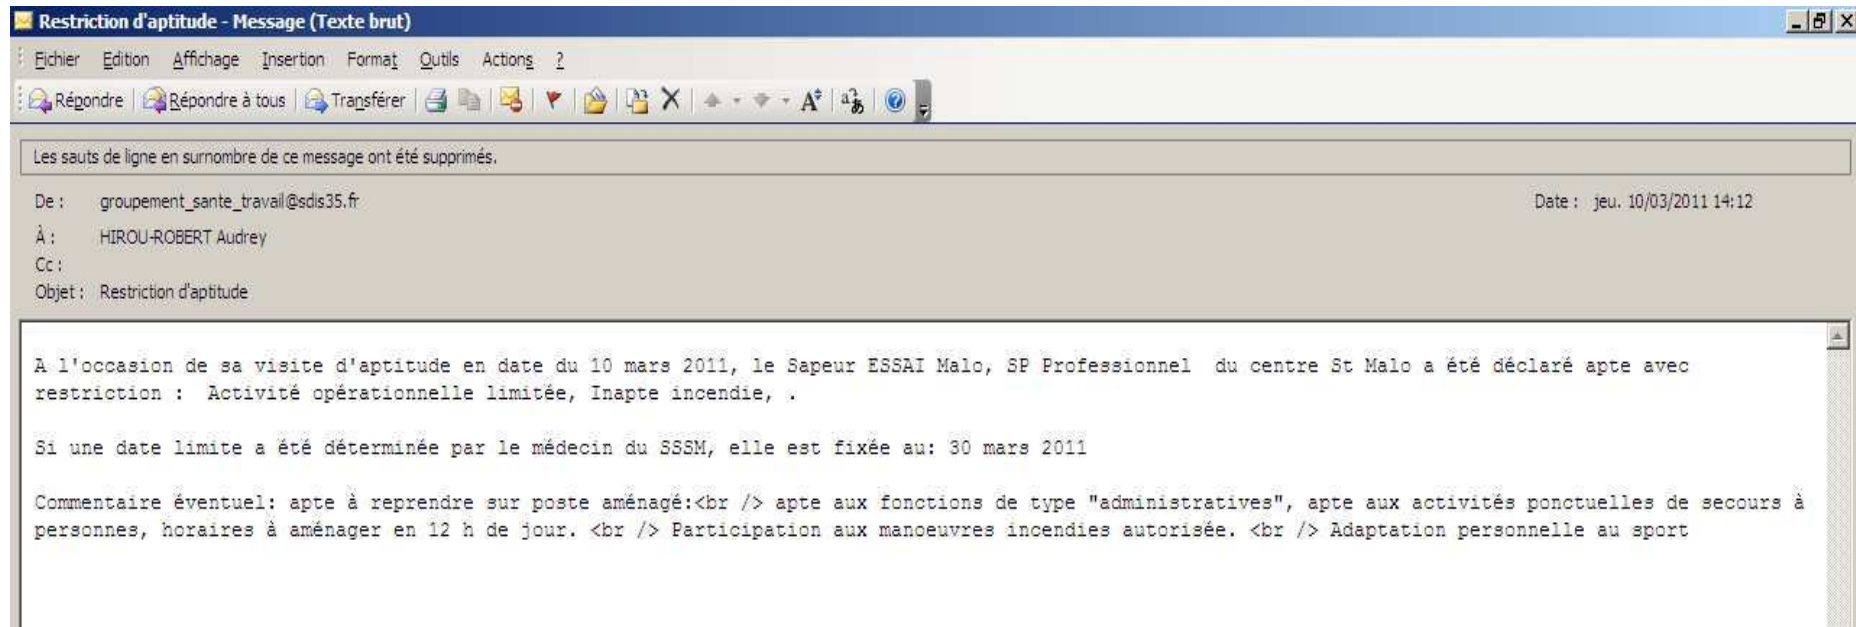 Restriction d'aptitude - Message (Texte brut)
Fichier Edition Affichage Insertion Format Outils Actions ?
Répondre Répondre à tous Transférer
Les sauts de ligne en surnombre de ce message ont été supprimés.
De : groupement_sante_travail@sdis35.fr Date : jeu. 10/03/2011 14:12
À : HIROU-ROBERT Audrey
Cc :
Objet : Restriction d'aptitude
A l'occasion de sa visite d'aptitude en date du 10 mars 2011, le Sapeur ESSAI Malo, SP Professionnel du centre St Malo a été déclaré apte avec
restriction : Activité opérationnelle limitée, Inapte incendie, .
Si une date limite a été déterminée par le médecin du SSSM, elle est fixée au: 30 mars 2011
Commentaire éventuel: apte à reprendre sur poste aménagé:<br /> apte aux fonctions de type "administratives", apte aux activités ponctuelles de secours à
personnes, horaires à aménager en 12 h de jour. <br /> Participation aux manoeuvres incendies autorisée. <br /> Adaptation personnelle au sport